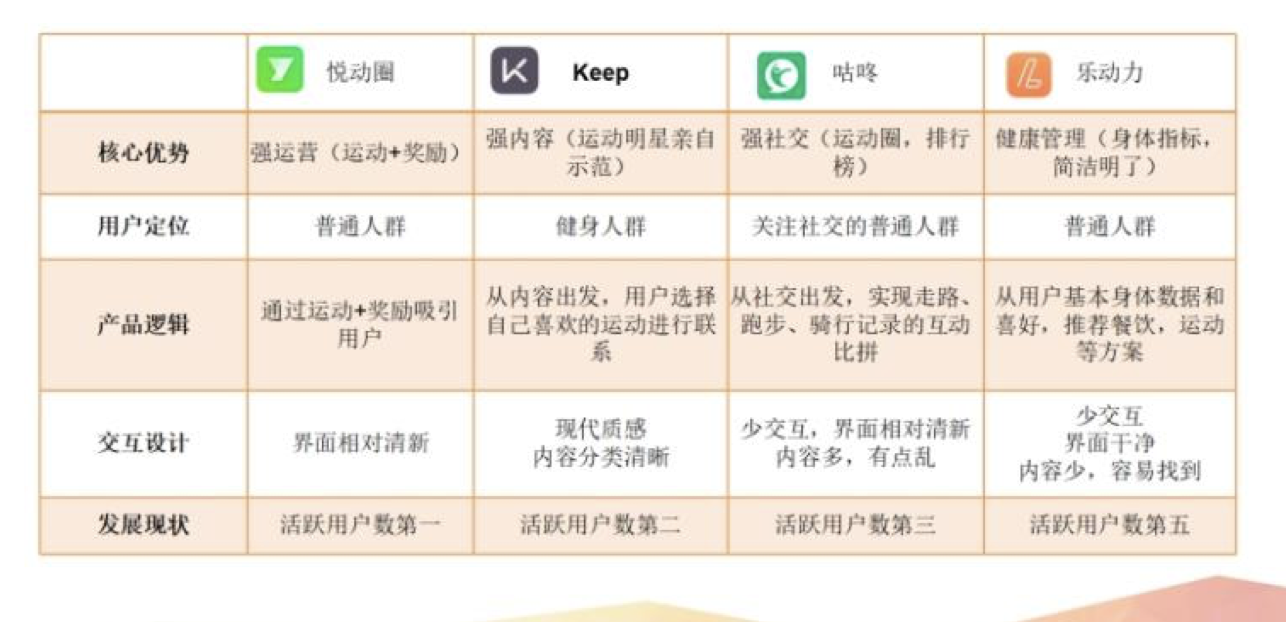 悦动圈
Keep
咕咚
乐动力
核心优势
强运营（运动+奖励）
强内容（运动明星亲自
示范）
强社交（运动圈，排行
榜）
健康管理（身体指标，
简洁明了）
用户定位
普通人群
健身人群
关注社交的普通人群
普通人群
产品逻辑
通过运动+奖励吸引
用户
从内容出发，用户选择
自己喜欢的运动进行联
系
从社交出发，实现走路、
跑步、骑行记录的互动
比拼
从用户基本身体数据和
喜好，推荐餐饮，运动
等方案
交互设计
界面相对清新
现代质感
内容分类清晰
少交互，界面相对清新
内容多，有点乱
少交互
界面干净
内容少，容易找到
发展现状
活跃用户数第一
活跃用户数第二
活跃用户数第三
活跃用户数第五